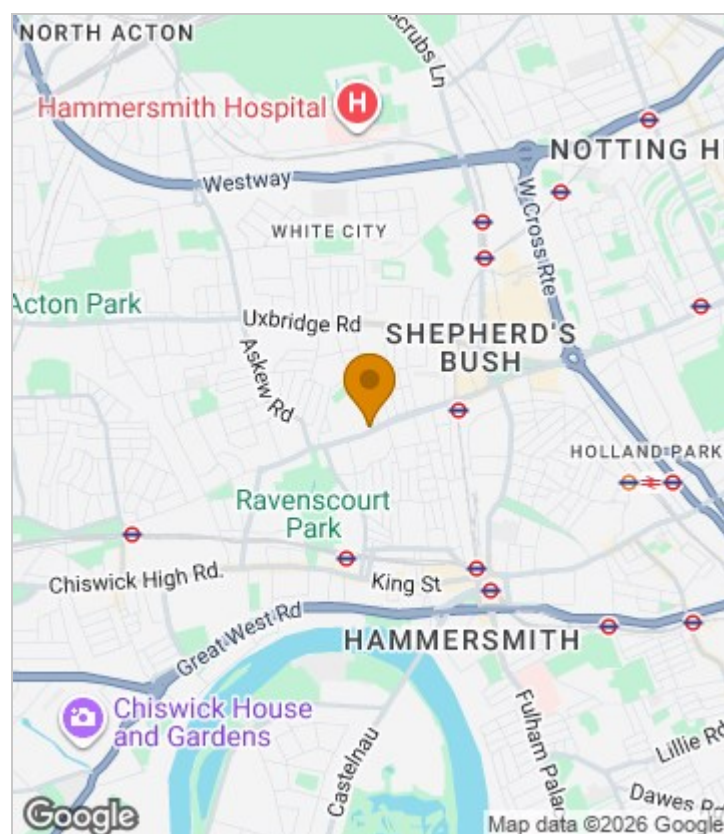 NORTH ACTON
Scrubs Ln
Hammersmith Hospital
H
NOTTING H
Westway
W Cross Rte
WHITE CITY
Acton Park
Uxbridge Rd
SHEPHERD'S
BUSH
Askew Rd
HOLLAND PARK
Ravenscourt
Park
Chiswick High Rd.
King St
Great West Rd
HAMMERSMITH
Chiswick House
and Gardens
Castelnau
Fulham Palac
Lillie Rd
Dawes Rd
Google
Map data ©2026 Google